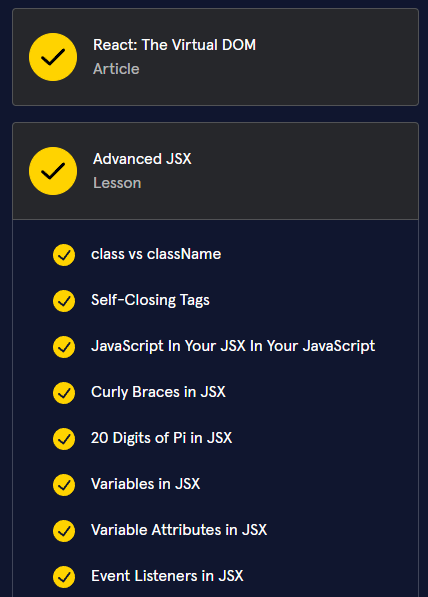 React: The Virtual DOM
Article
Advanced JSX
Lesson
class vs className
Self-Closing Tags
JavaScript In Your JSX In Your JavaScript
Curly Braces in JSX
20 Digits of Pi in JSX
Variables in JSX
Variable Attributes in JSX
Event Listeners in JSX